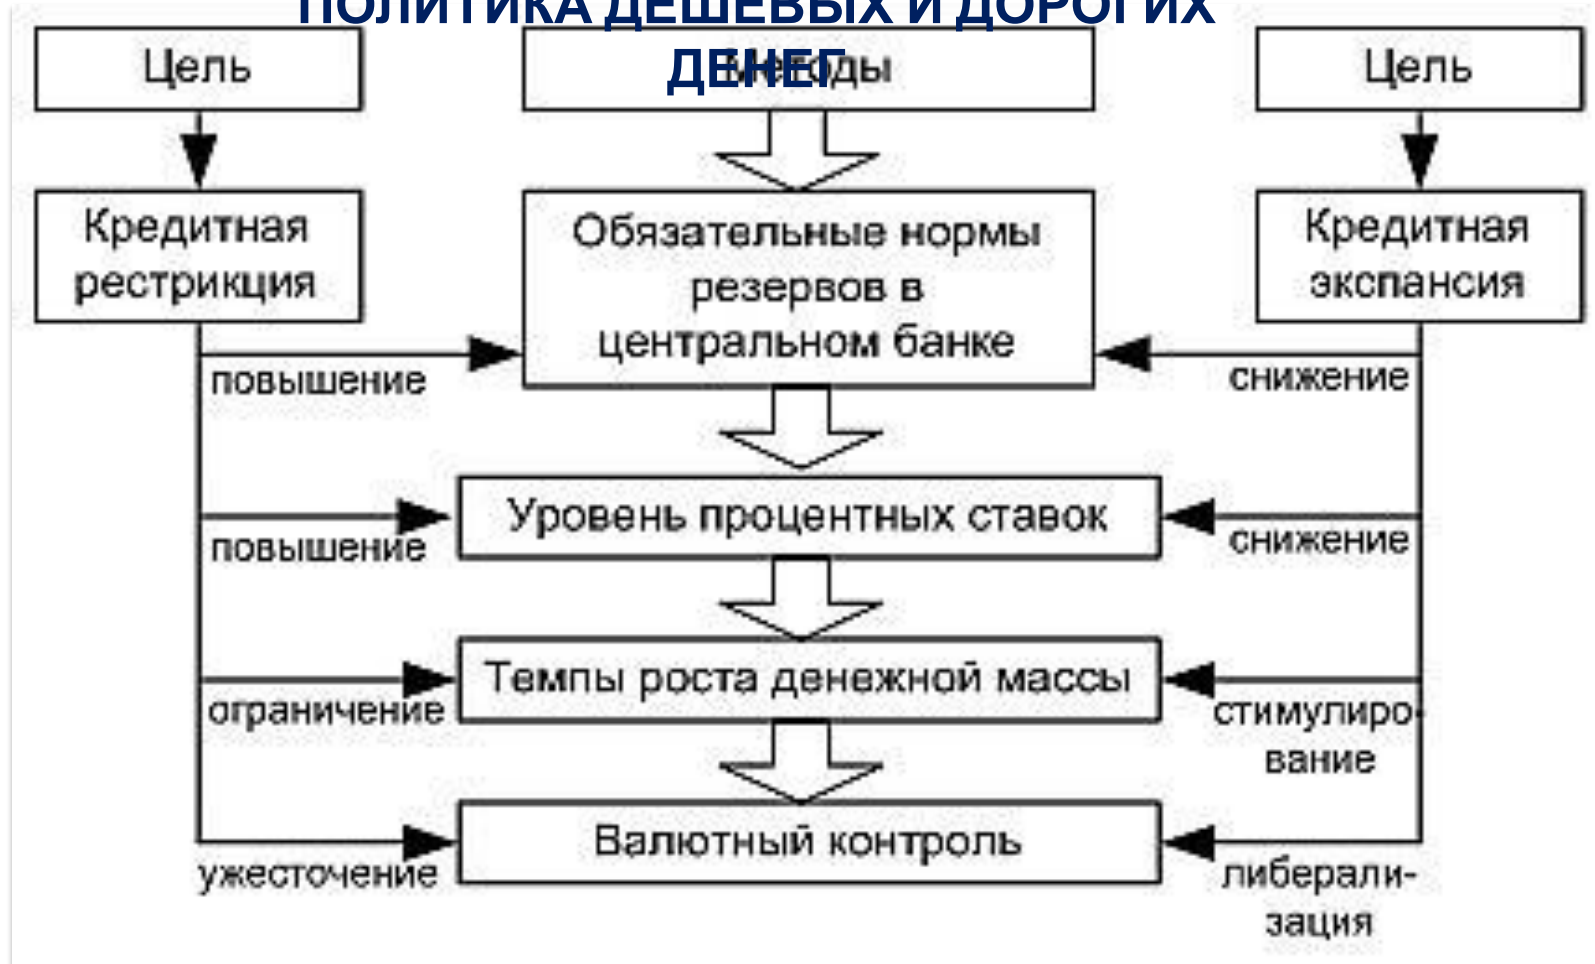 ПОЛИТИКА ДЕШЕВЫХ И ДОРОГИХ
ДЕНЕГ
Цель
Методы
Цель
Кредитная
рестрикция
Обязательные нормы
резервов в
центральном банке
Кредитная
экспансия
повышение
снижение
Уровень процентных ставок
повышение
снижение
Темпы роста денежной массы
ограничение
стимулиро-
вание
Валютный контроль
ужесточение
либерали-
зация